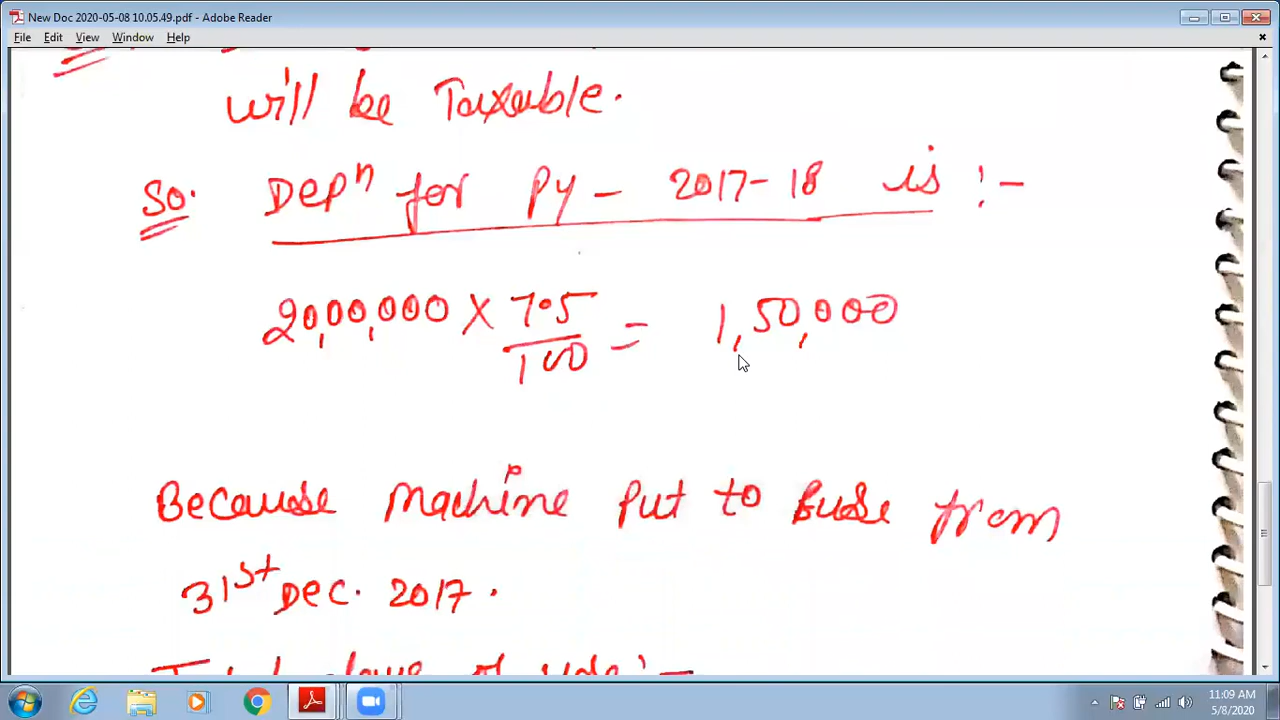 New Doc 2020-05-08 10.05.49.pdf - Adobe Reader
File Edit View Window Help
will be Taxable.
So. Depⁿ for Py - 2017-18 is :-
20,00,000 × 7.5/100 = 1,50,000
Because Machine Put to use from
31st Dec. 2017.
11:09 AM
5/8/2020